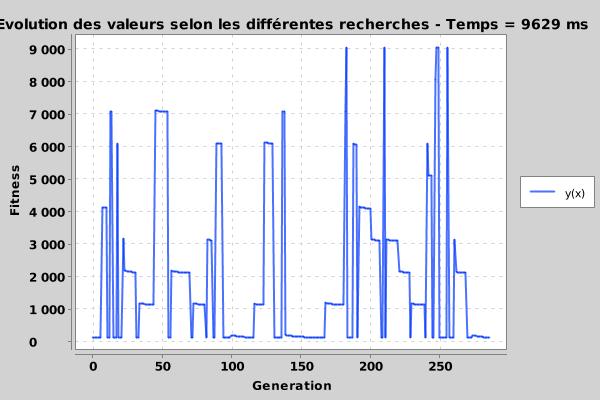 Evolution des valeurs selon les différentes recherches - Temps = 9629 ms
9 000
8 000
7 000
6 000
5 000
4 000
3 000
2 000
1 000
0
Fitness
0 50 100 150 200 250
Generation
y(x)